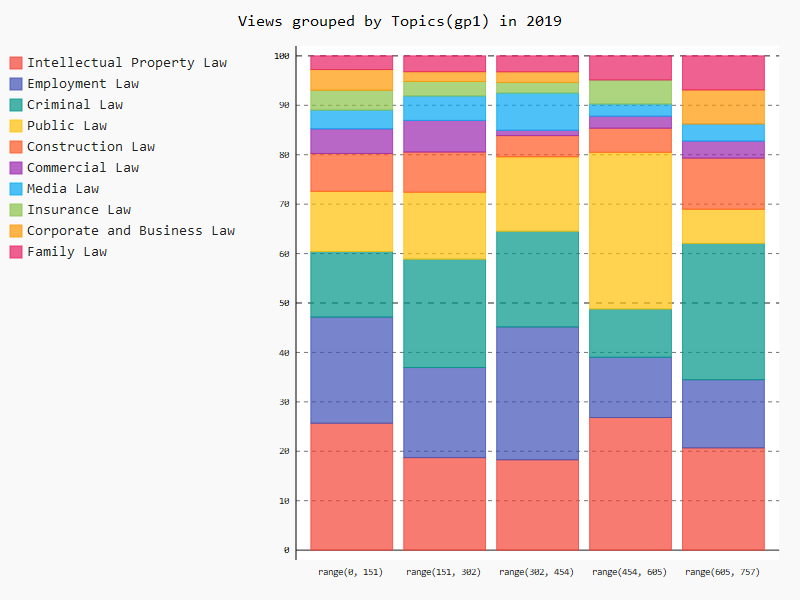 Views grouped by Topics(gp1) in 2019
Intellectual Property Law
Employment Law
Criminal Law
Public Law
Construction Law
Commercial Law
Media Law
Insurance Law
Corporate and Business Law
Family Law
100
90
80
70
60
50
40
30
20
10
0
range(0, 151) range(151, 302) range(302, 454) range(454, 605) range(605, 757)